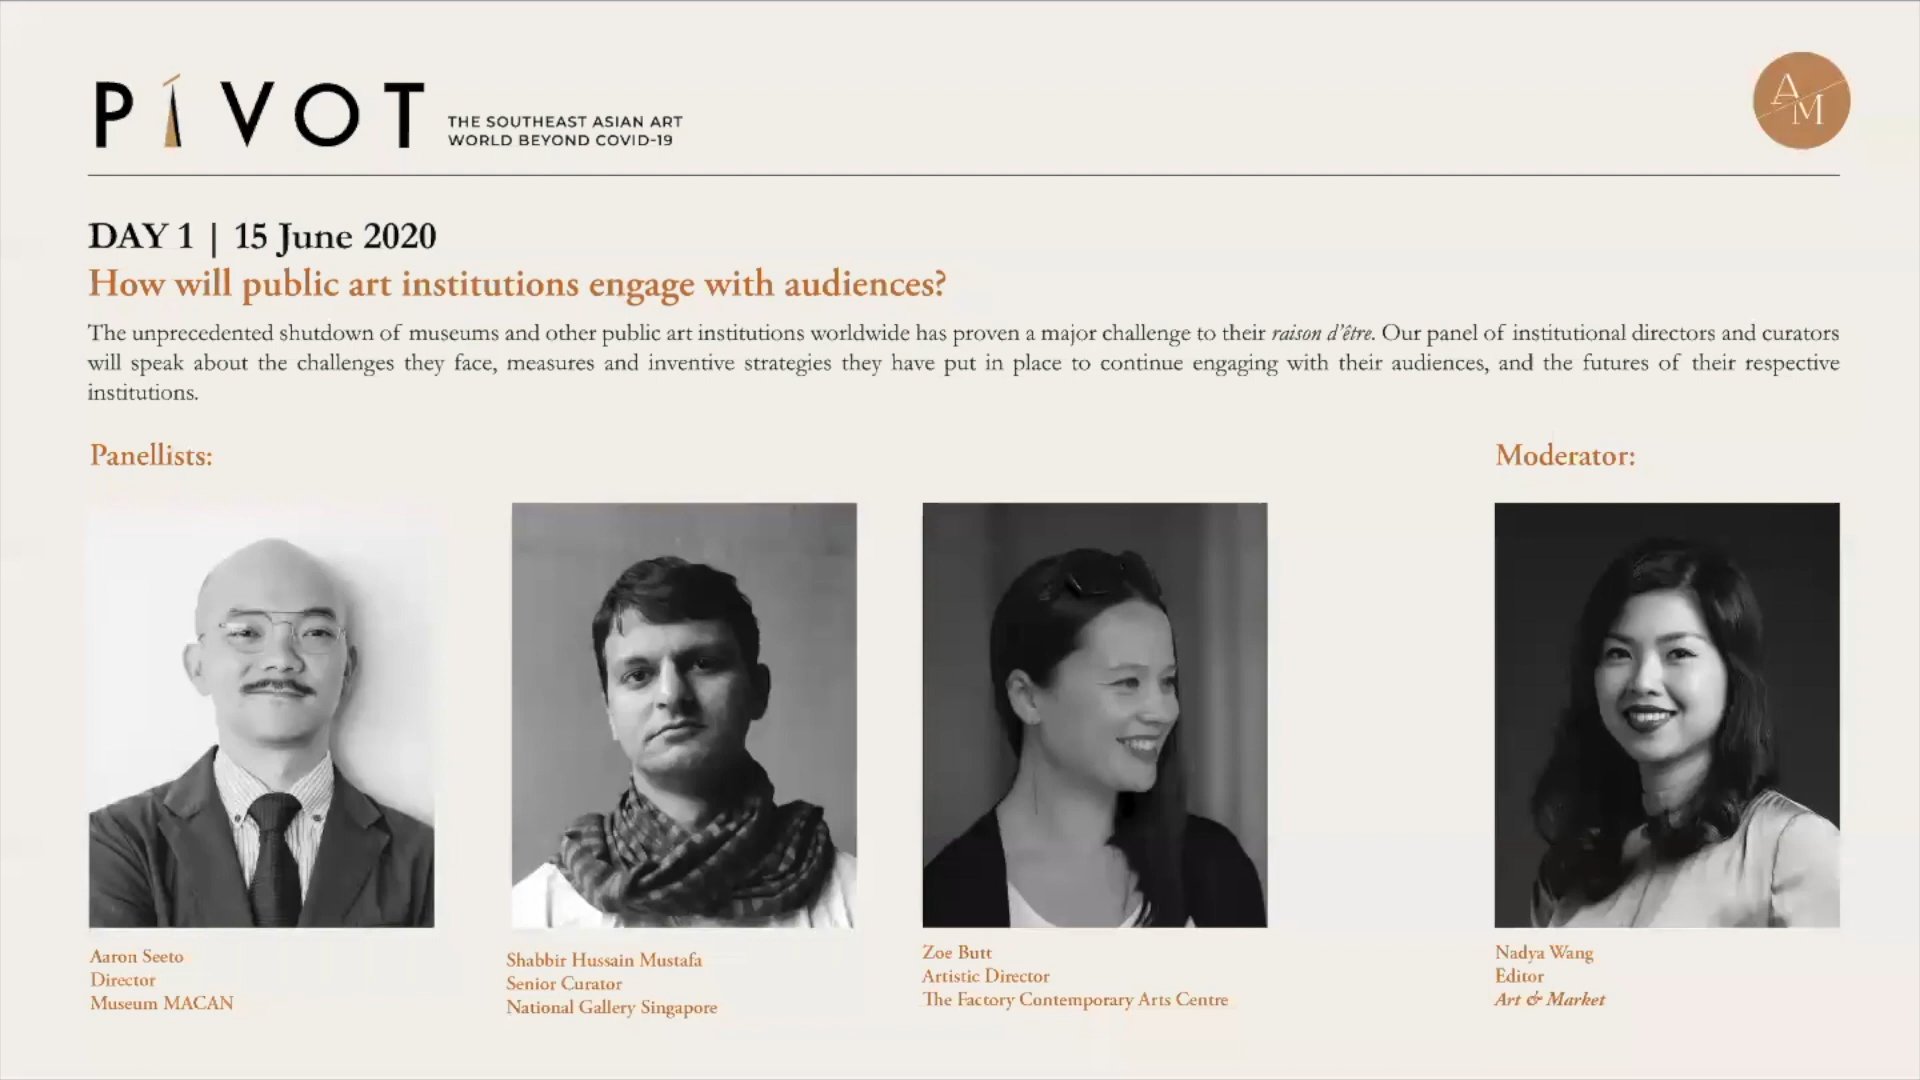 PIVOT
THE SOUTHEAST ASIAN ART
WORLD BEYOND COVID-19
AM
DAY 1 | 15 June 2020
How will public art institutions engage with audiences?
The unprecedented shutdown of museums and other public art institutions worldwide has proven a major challenge to their raison d'être. Our panel of institutional directors and curators
will speak about the challenges they face, measures and inventive strategies they have put in place to continue engaging with their audiences, and the futures of their respective
institutions.
Panellists:
Moderator:
Aaron Seeto
Director
Museum MACAN
Shabbir Hussain Mustafa
Senior Curator
National Gallery Singapore
Zoe Butt
Artistic Director
The Factory Contemporary Arts Centre
Nadya Wang
Editor
Art & Market